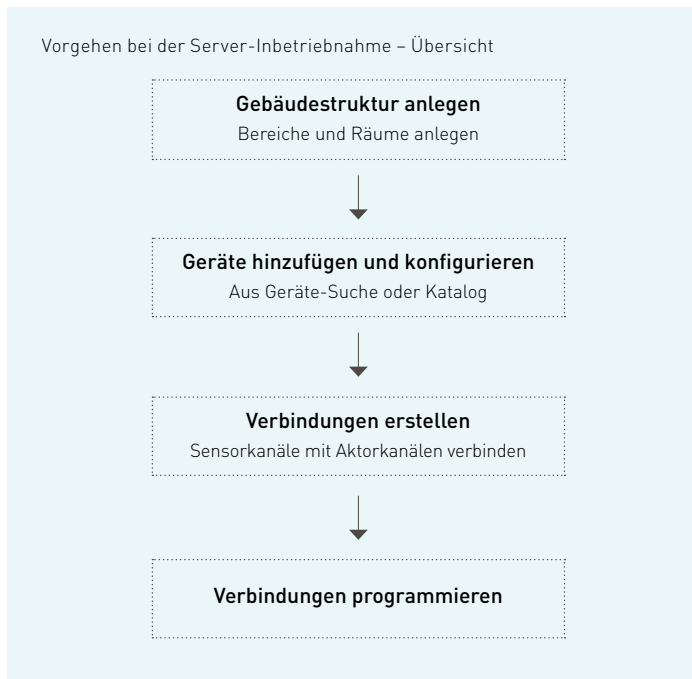 Vorgehen bei der Server-Inbetriebnahme – Übersicht
Gebäudestruktur anlegen
Bereiche und Räume anlegen
Geräte hinzufügen und konfigurieren
Aus Geräte-Suche oder Katalog
Verbindungen erstellen
Sensorkanäle mit Aktorkanälen verbinden
Verbindungen programmieren